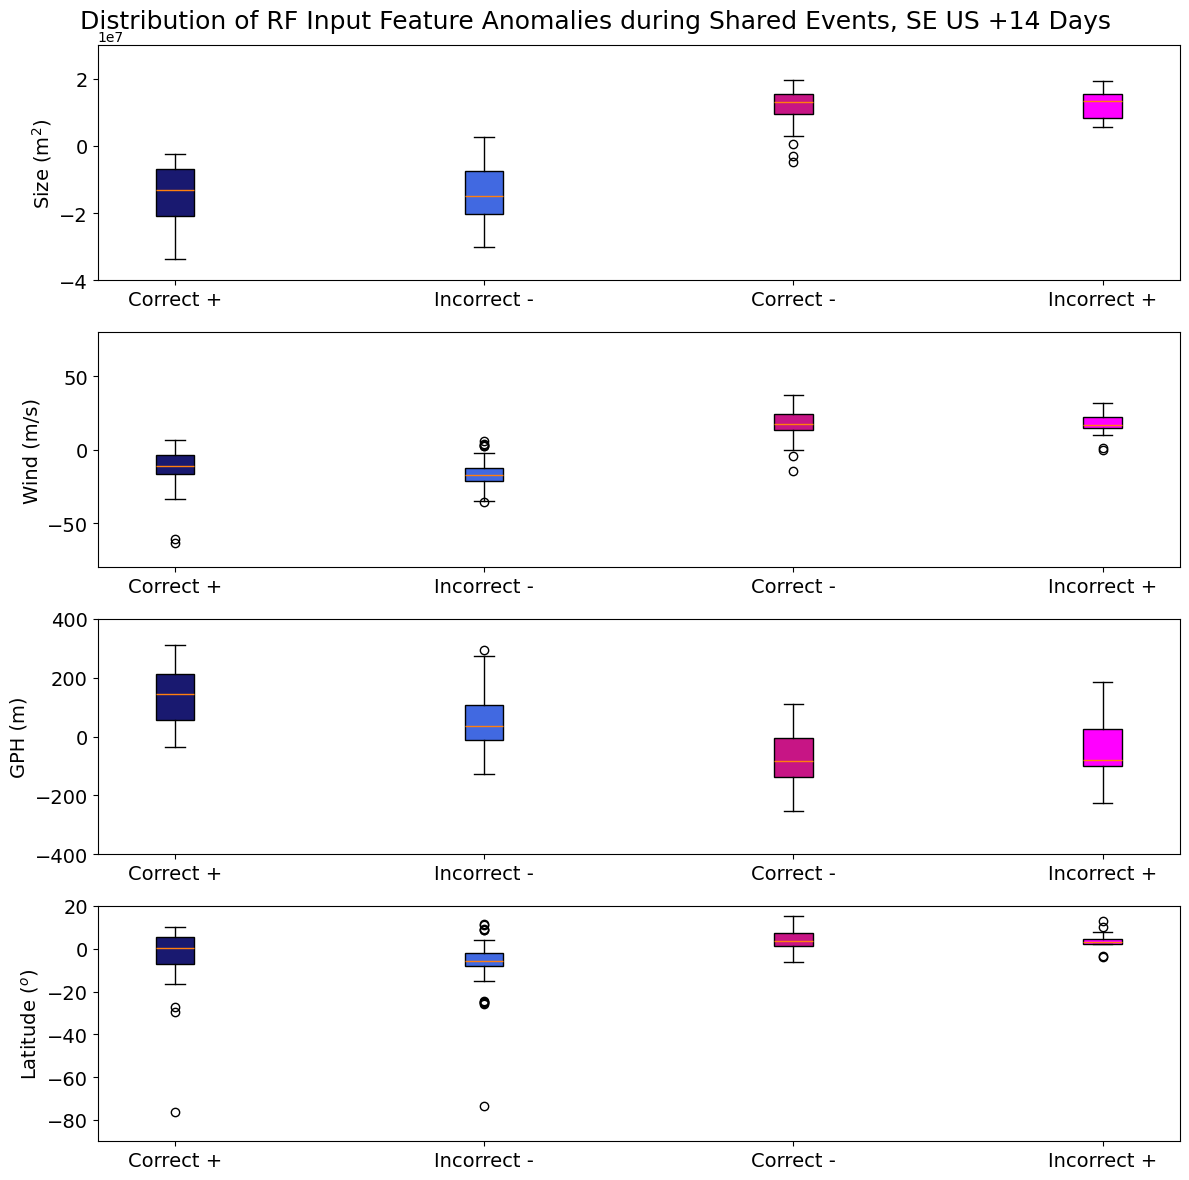 Distribution of RF Input Feature Anomalies during Shared Events, SE US +14 Days
1e7
Size (m²)
2
0
−2
−4
Correct +
Incorrect -
Correct -
Incorrect +
Wind (m/s)
50
0
−50
Correct +
Incorrect -
Correct -
Incorrect +
GPH (m)
400
200
0
−200
−400
Correct +
Incorrect -
Correct -
Incorrect +
Latitude (ᵒ)
20
0
−20
−40
−60
−80
Correct +
Incorrect -
Correct -
Incorrect +